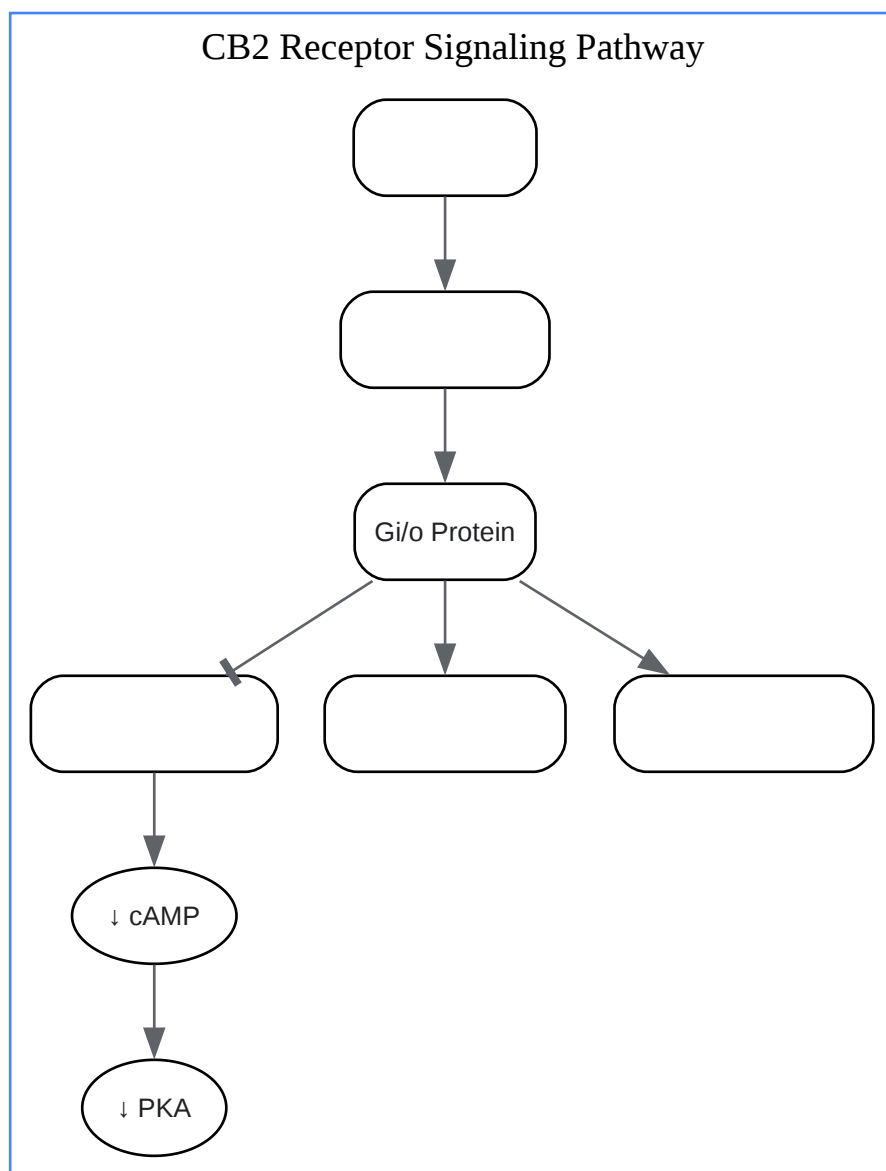 CB2 Receptor Signaling Pathway
Gi/o Protein
↓ cAMP
↓ PKA